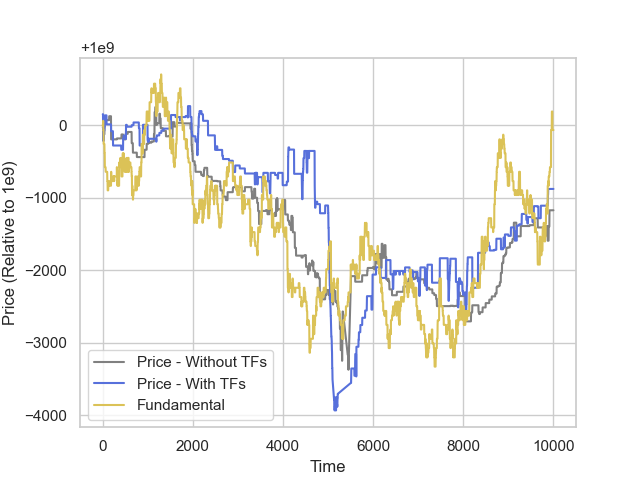 +1e9
0
−1000
−2000
−3000
−4000
Price (Relative to 1e9)
Price - Without TFs
Price - With TFs
Fundamental
0 2000 4000 6000 8000 10000
Time